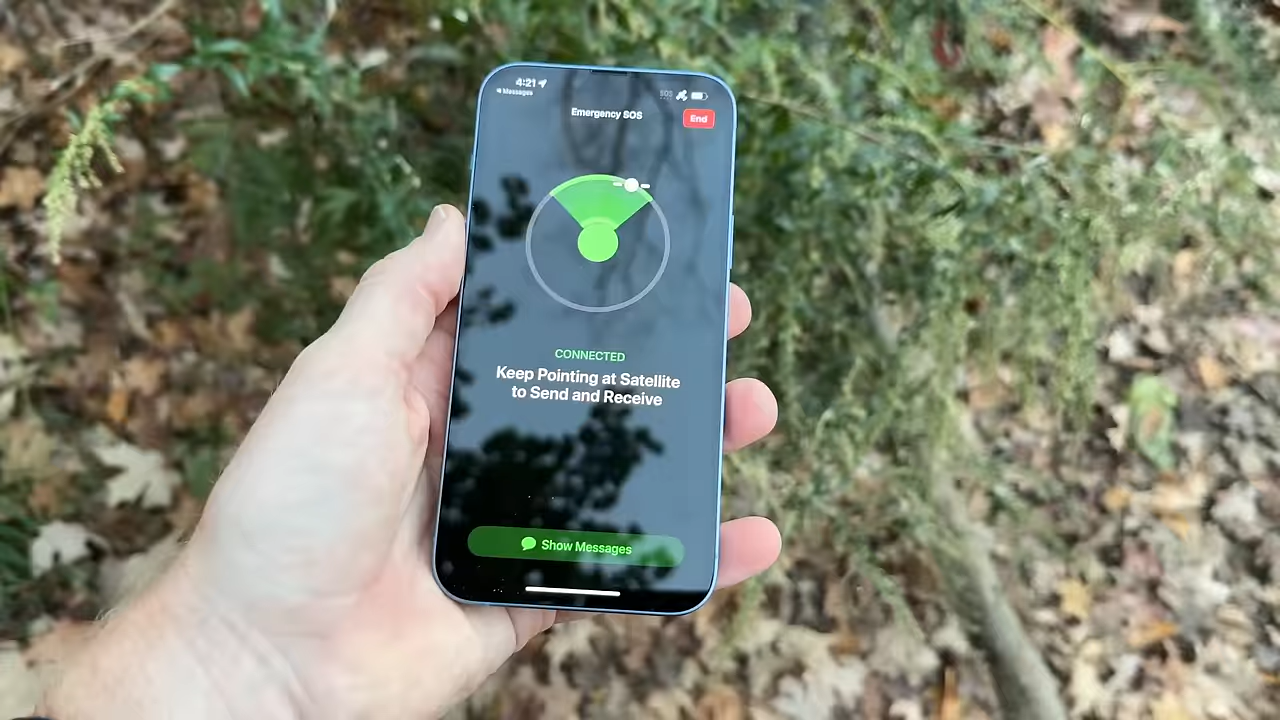 4:21
Messages
SOS
Emergency SOS
End
CONNECTED
Keep Pointing at Satellite
to Send and Receive
Show Messages